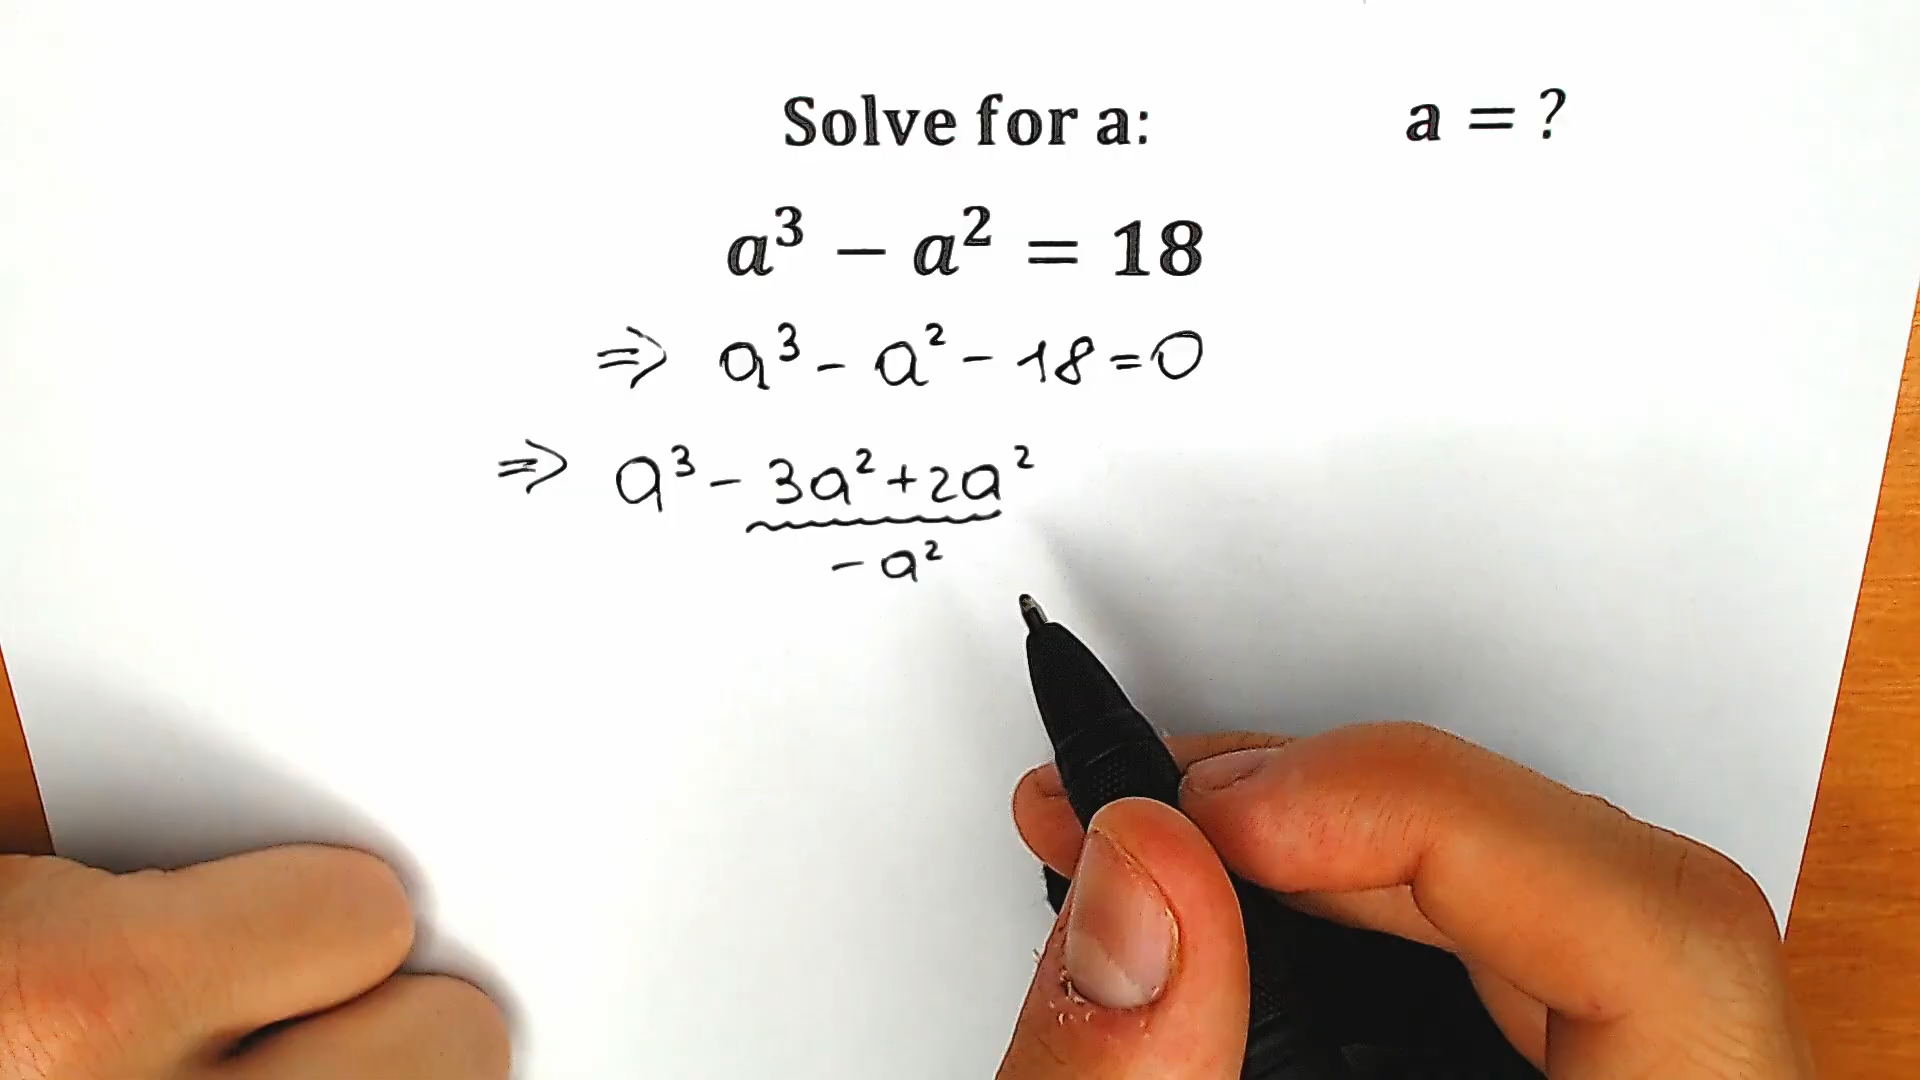 Solve for a: a = ?
a³ − a² = 18
⇒ a³ - a² - 18 = 0
⇒ a³ - 3a² + 2a²
- a²